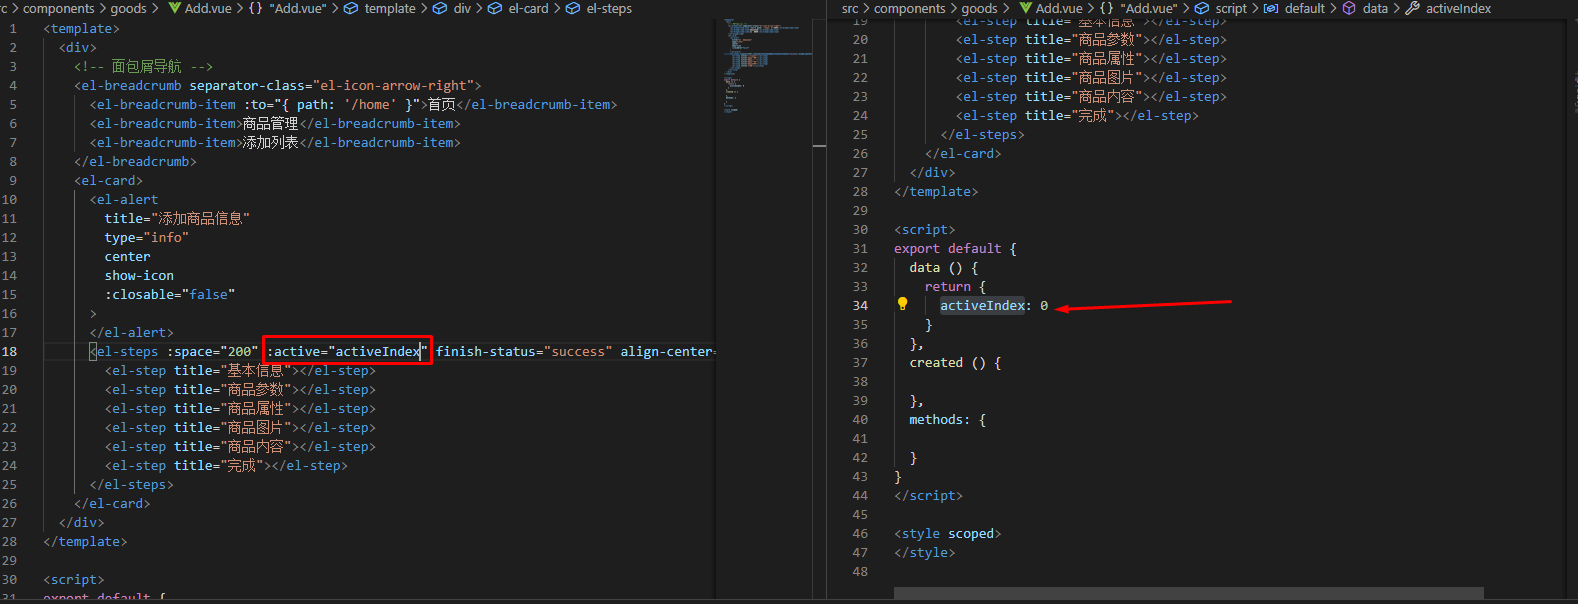 rc > components > goods > Add.vue > {} "Add.vue" > template > div > el-card > el-steps
1 <template>
2 <div>
3 <!-- 面包屑导航 -->
4 <el-breadcrumb separator-class="el-icon-arrow-right">
5 <el-breadcrumb-item :to="{ path: '/home' }">首页</el-breadcrumb-item>
6 <el-breadcrumb-item>商品管理</el-breadcrumb-item>
7 <el-breadcrumb-item>添加列表</el-breadcrumb-item>
8 </el-breadcrumb>
9 <el-card>
10 <el-alert
11 title="添加商品信息"
12 type="info"
13 center
14 show-icon
15 :closable="false"
16 >
17 </el-alert>
18 <el-steps :space="200" :active="activeIndex" finish-status="success" align-center=
19 <el-step title="基本信息"></el-step>
20 <el-step title="商品参数"></el-step>
21 <el-step title="商品属性"></el-step>
22 <el-step title="商品图片"></el-step>
23 <el-step title="商品内容"></el-step>
24 <el-step title="完成"></el-step>
25 </el-steps>
26 </el-card>
27 </div>
28 </template>
29
30 <script>
31 export default {
src > components > goods > Add.vue > {} "Add.vue" > script > default > data > activeIndex
19 <el-step title="基本信息"></el-step>
20 <el-step title="商品参数"></el-step>
21 <el-step title="商品属性"></el-step>
22 <el-step title="商品图片"></el-step>
23 <el-step title="商品内容"></el-step>
24 <el-step title="完成"></el-step>
25 </el-steps>
26 </el-card>
27 </div>
28 </template>
29
30 <script>
31 export default {
32 data () {
33 return {
34 activeIndex: 0
35 }
36 },
37 created () {
38
39 },
40 methods: {
41
42 }
43 }
44 </script>
45
46 <style scoped>
47 </style>
48